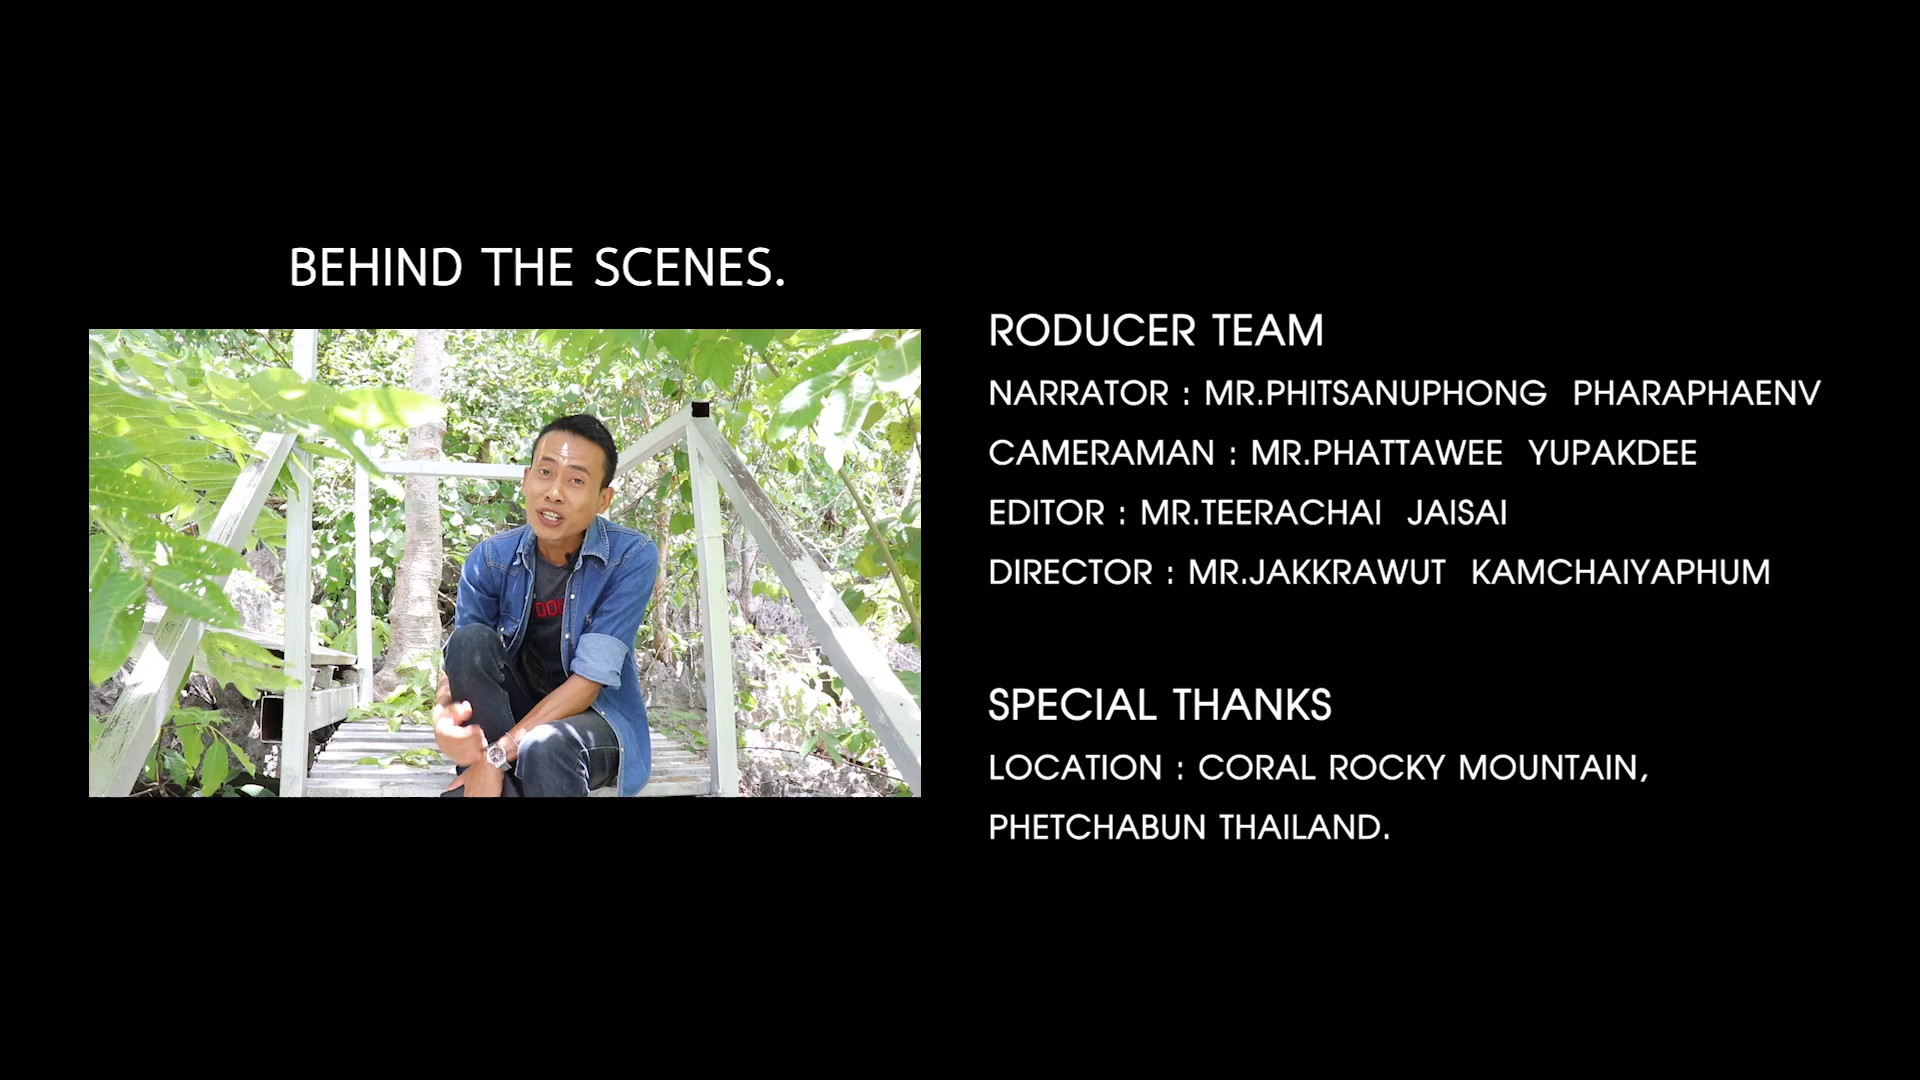 BEHIND THE SCENES.
RODUCER TEAM
NARRATOR : MR.PHITSANUPHONG PHARAPHAENV
CAMERAMAN : MR.PHATTAWEE YUPAKDEE
EDITOR : MR.TEERACHAI JAISAI
DIRECTOR : MR.JAKKRAWUT KAMCHAIYAPHUM
SPECIAL THANKS
LOCATION : CORAL ROCKY MOUNTAIN,
PHETCHABUN THAILAND.